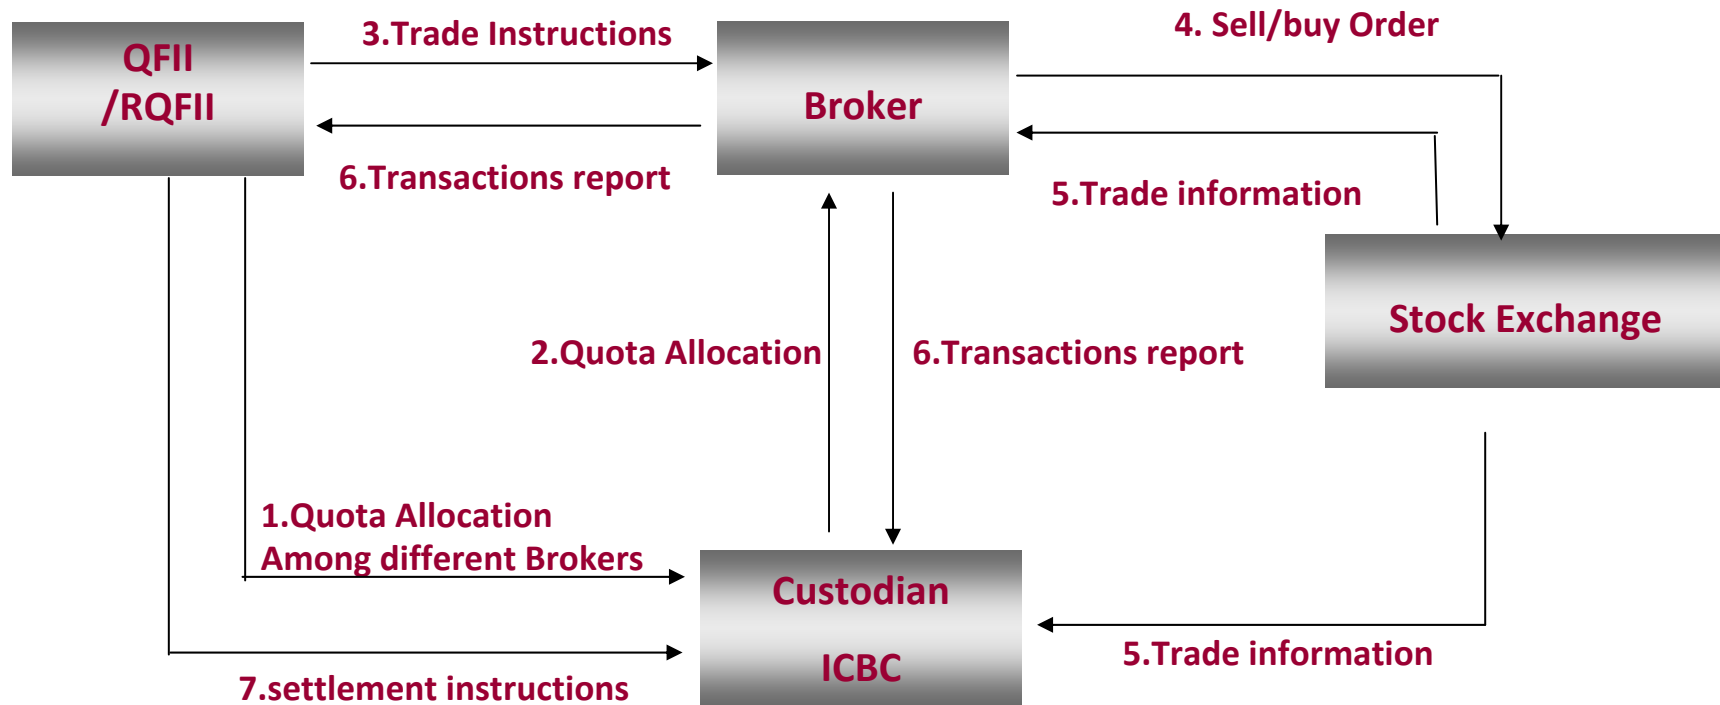 3.Trade Instructions
4. Sell/buy Order
QFII
/RQFII
Broker
6.Transactions report
5.Trade information
Stock Exchange
2.Quota Allocation
6.Transactions report
1.Quota Allocation
Among different Brokers
Custodian
ICBC
5.Trade information
7.settlement instructions